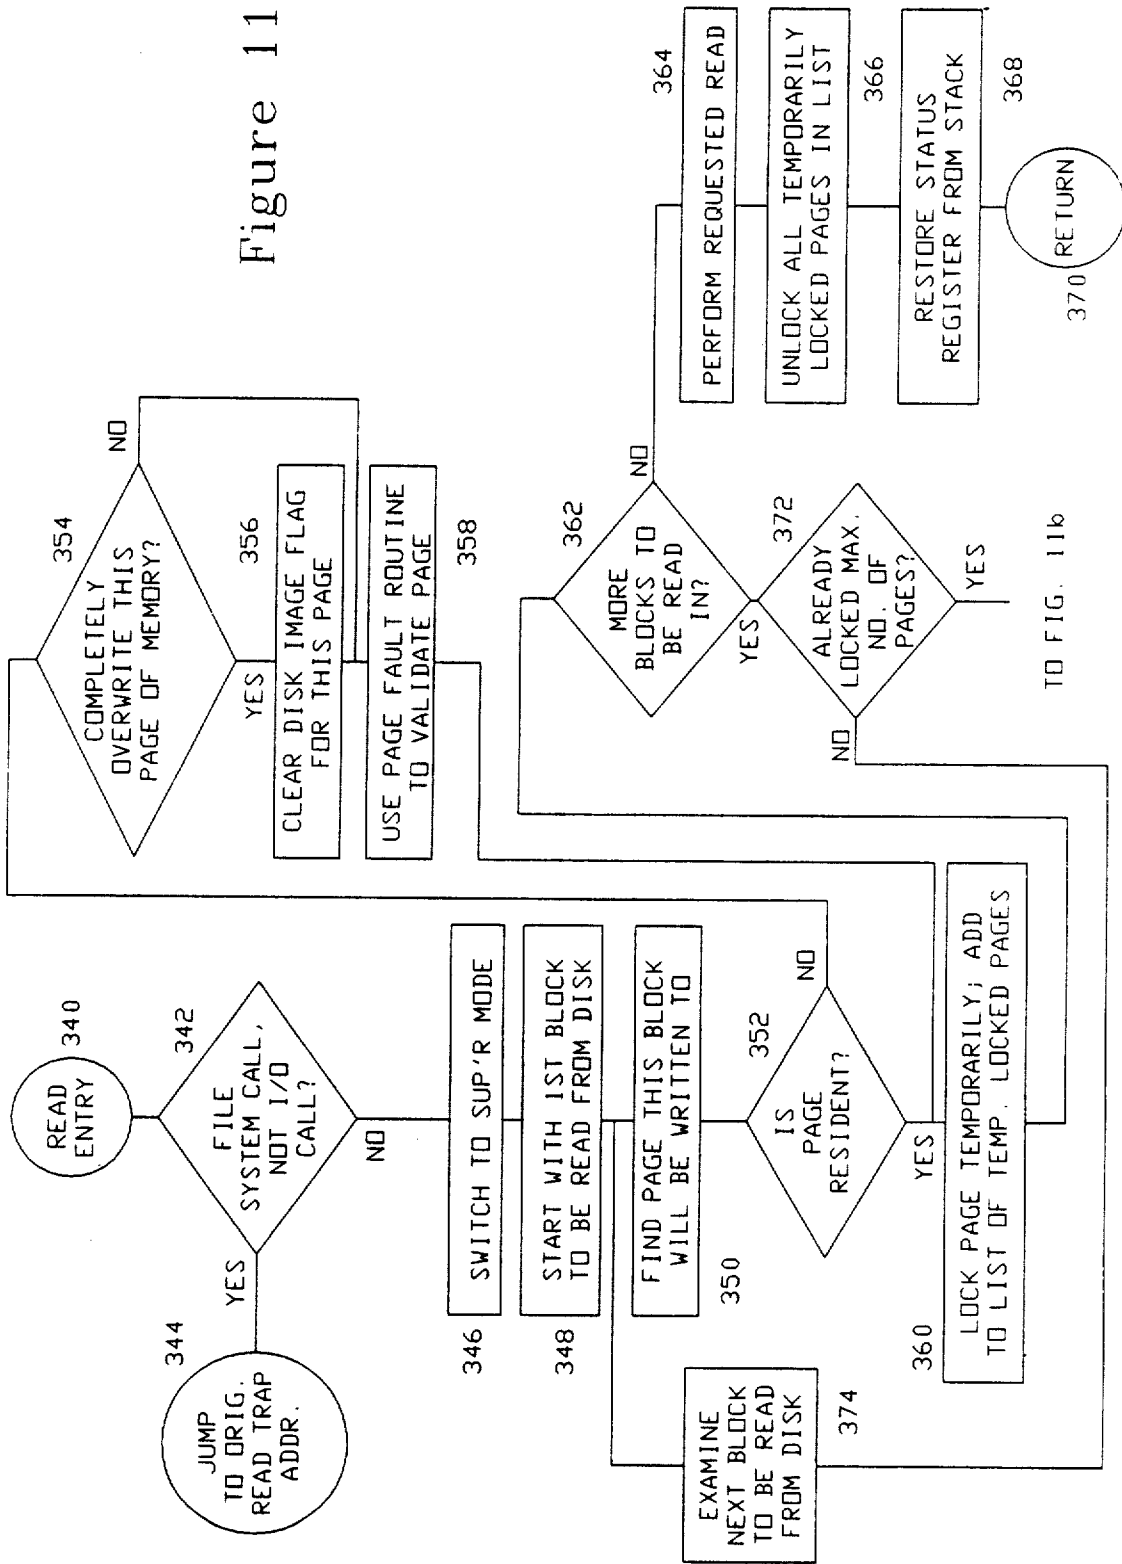 Figure 11
READ
ENTRY
340
FILE
SYSTEM CALL,
NOT I/O
CALL?
342
YES
NO
JUMP
TO ORIG.
READ TRAP
ADDR.
344
SWITCH TO SUP'R MODE
346
START WITH 1ST BLOCK
TO BE READ FROM DISK
348
FIND PAGE THIS BLOCK
WILL BE WRITTEN TO
350
IS
PAGE
RESIDENT?
352
NO
YES
COMPLETELY
OVERWRITE THIS
PAGE OF MEMORY?
354
NO
YES
CLEAR DISK IMAGE FLAG
FOR THIS PAGE
356
USE PAGE FAULT ROUTINE
TO VALIDATE PAGE
358
LOCK PAGE TEMPORARILY; ADD
TO LIST OF TEMP. LOCKED PAGES
360
MORE
BLOCKS TO
BE READ
IN?
362
NO
YES
PERFORM REQUESTED READ
364
UNLOCK ALL TEMPORARILY
LOCKED PAGES IN LIST
366
RESTORE STATUS
REGISTER FROM STACK
368
RETURN
370
ALREADY
LOCKED MAX.
NO. OF
PAGES?
372
NO
YES
TO FIG. 11b
EXAMINE
NEXT BLOCK
TO BE READ
FROM DISK
374